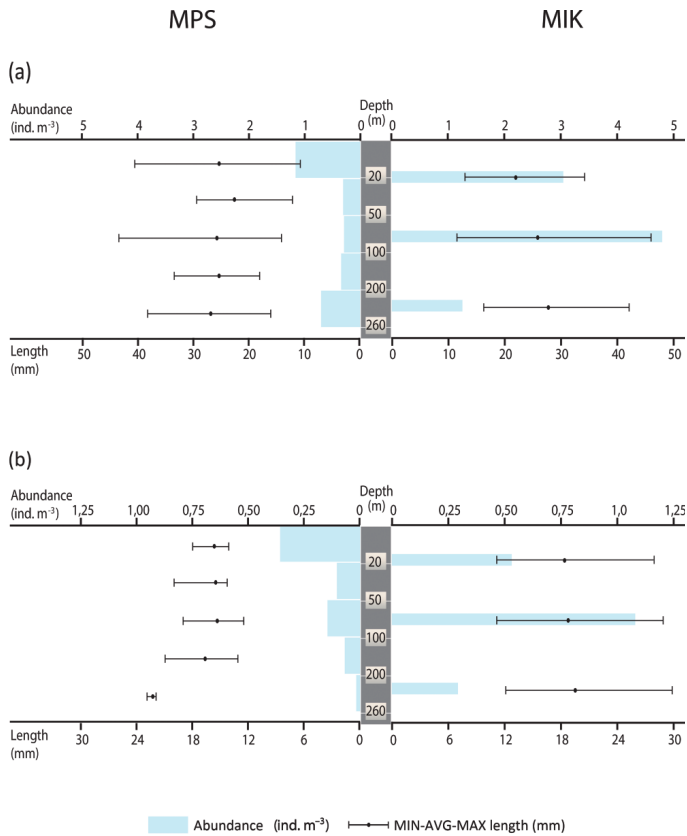 MPS MIK
(a)
Abundance Depth
(ind. m⁻³) (m)
5 4 3 2 1 0 0 1 2 3 4 5
20
50
100
200
260
Length
(mm)
50 40 30 20 10 0 0 10 20 30 40 50
(b)
Abundance Depth
(ind. m⁻³) (m)
1,25 1,00 0,75 0,50 0,25 0 0 0,25 0,50 0,75 1,0 1,25
20
50
100
200
260
Length
(mm)
30 24 18 12 6 0 0 6 12 18 24 30
Abundance (ind. m⁻³) MIN-AVG-MAX length (mm)